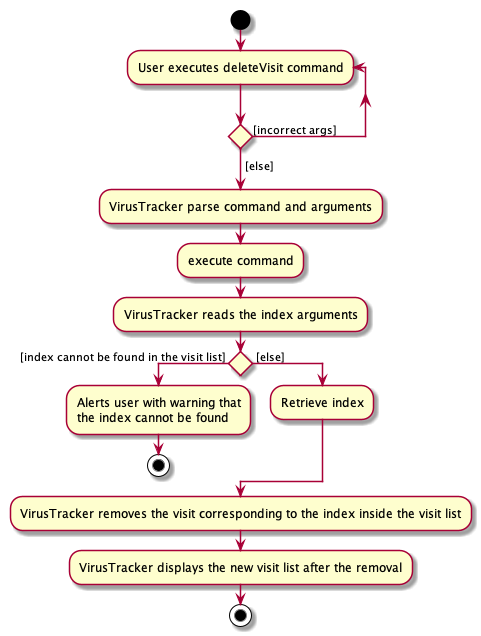 User executes deleteVisit command
[incorrect args]
[else]
VirusTracker parse command and arguments
execute command
VirusTracker reads the index arguments
[index cannot be found in the visit list]
[else]
Alerts user with warning that
the index cannot be found
Retrieve index
VirusTracker removes the visit corresponding to the index inside the visit list
VirusTracker displays the new visit list after the removal